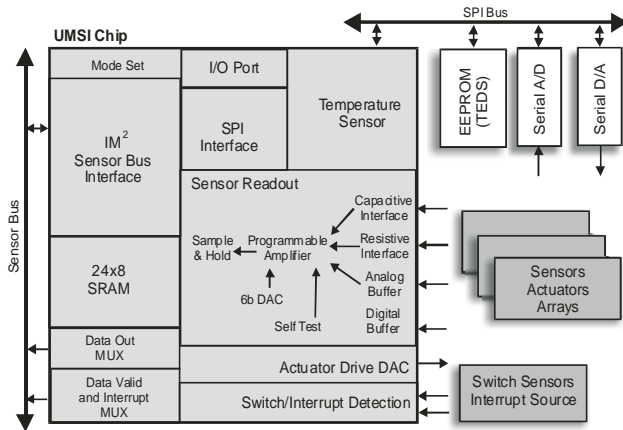 SPI Bus
UMSI Chip
Mode Set
I/O Port
Temperature
Sensor
EEPROM
(TEDS)
Serial A/D
Serial D/A
IM2
Sensor Bus
Interface
SPI
Interface
Sensor Bus
Sensor Readout
Capacitive
Interface
Sample
& Hold
Programmable
Amplifier
Resistive
Interface
24x8
SRAM
6b DAC
Analog
Buffer
Self Test
Digital
Buffer
Sensors
Actuators
Arrays
Data Out
MUX
Actuator Drive DAC
Data Valid
and Interrupt
MUX
Switch/Interrupt Detection
Switch Sensors
Interrupt Source